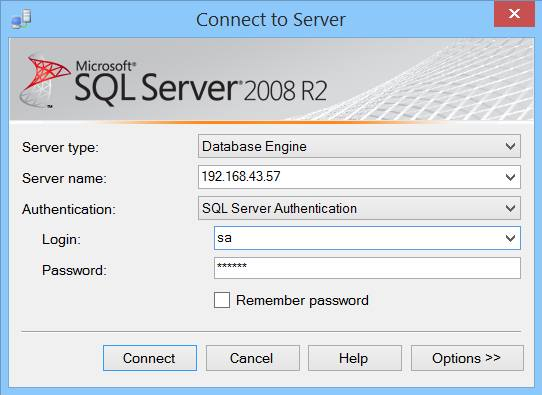 Connect to Server
Microsoft®
SQL Server® 2008 R2
Server type: Database Engine
Server name: 192.168.43.57
Authentication: SQL Server Authentication
Login: sa
Password: ******
Remember password
Connect Cancel Help Options >>